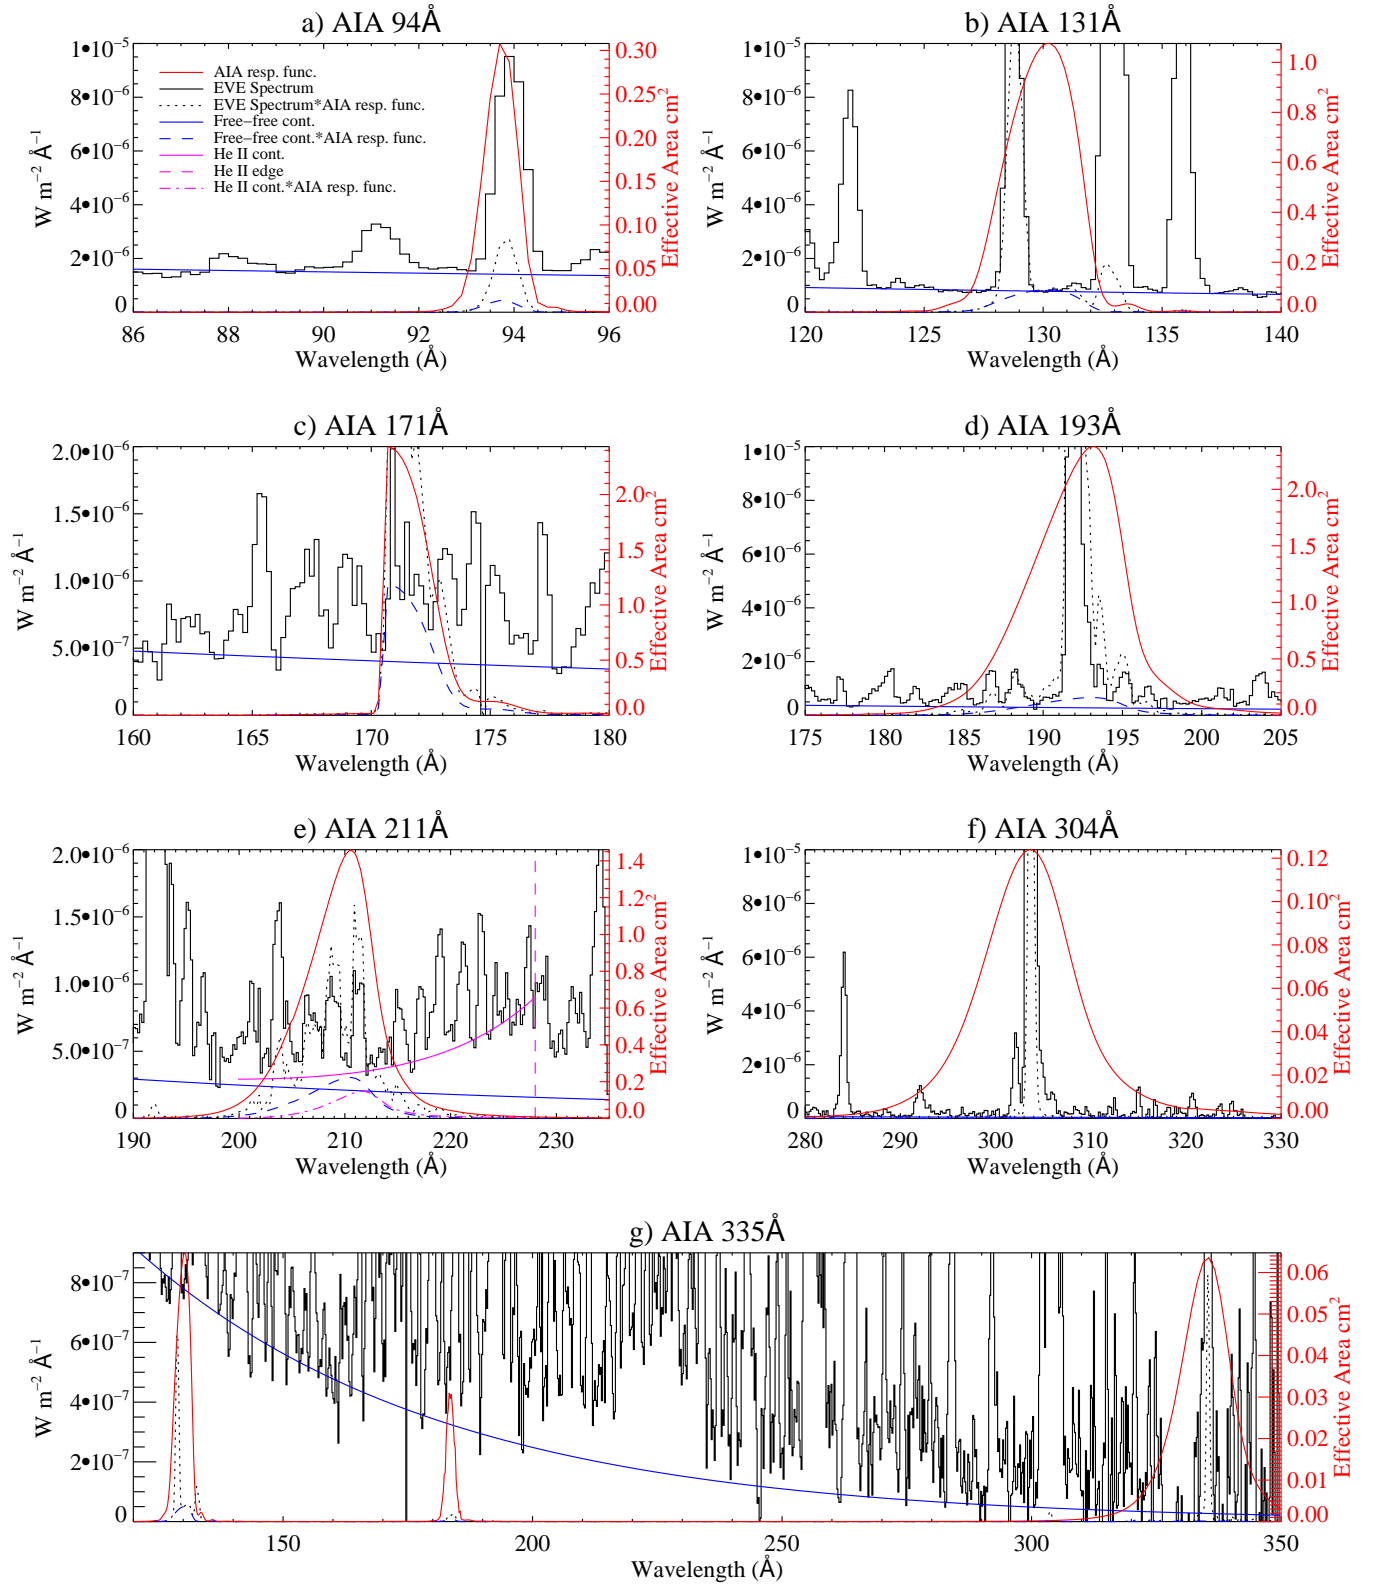 a) AIA 94Å
1•10⁻⁵
8•10⁻⁶
6•10⁻⁶
4•10⁻⁶
2•10⁻⁶
0
W m⁻² Å⁻¹
AIA resp. func.
EVE Spectrum
EVE Spectrum*AIA resp. func.
Free−free cont.
Free−free cont.*AIA resp. func.
He II cont.
He II edge
He II cont.*AIA resp. func.
0.30
0.25
0.20
0.15
0.10
0.05
0.00
Effective Area cm²
86 88 90 92 94 96
Wavelength (Å)
b) AIA 131Å
1•10⁻⁵
8•10⁻⁶
6•10⁻⁶
4•10⁻⁶
2•10⁻⁶
0
W m⁻² Å⁻¹
1.0
0.8
0.6
0.4
0.2
0.0
Effective Area cm²
120 125 130 135 140
Wavelength (Å)
c) AIA 171Å
2.0•10⁻⁶
1.5•10⁻⁶
1.0•10⁻⁶
5.0•10⁻⁷
0
W m⁻² Å⁻¹
2.0
1.5
1.0
0.5
0.0
Effective Area cm²
160 165 170 175 180
Wavelength (Å)
d) AIA 193Å
1•10⁻⁵
8•10⁻⁶
6•10⁻⁶
4•10⁻⁶
2•10⁻⁶
0
W m⁻² Å⁻¹
2.0
1.5
1.0
0.5
0.0
Effective Area cm²
175 180 185 190 195 200 205
Wavelength (Å)
e) AIA 211Å
2.0•10⁻⁶
1.5•10⁻⁶
1.0•10⁻⁶
5.0•10⁻⁷
0
W m⁻² Å⁻¹
1.4
1.2
1.0
0.8
0.6
0.4
0.2
0.0
Effective Area cm²
190 200 210 220 230
Wavelength (Å)
f) AIA 304Å
1•10⁻⁵
8•10⁻⁶
6•10⁻⁶
4•10⁻⁶
2•10⁻⁶
0
W m⁻² Å⁻¹
0.12
0.10
0.08
0.06
0.04
0.02
0.00
Effective Area cm²
280 290 300 310 320 330
Wavelength (Å)
g) AIA 335Å
8•10⁻⁷
6•10⁻⁷
4•10⁻⁷
2•10⁻⁷
0
W m⁻² Å⁻¹
0.06
0.05
0.04
0.03
0.02
0.01
0.00
Effective Area cm²
150 200 250 300 350
Wavelength (Å)